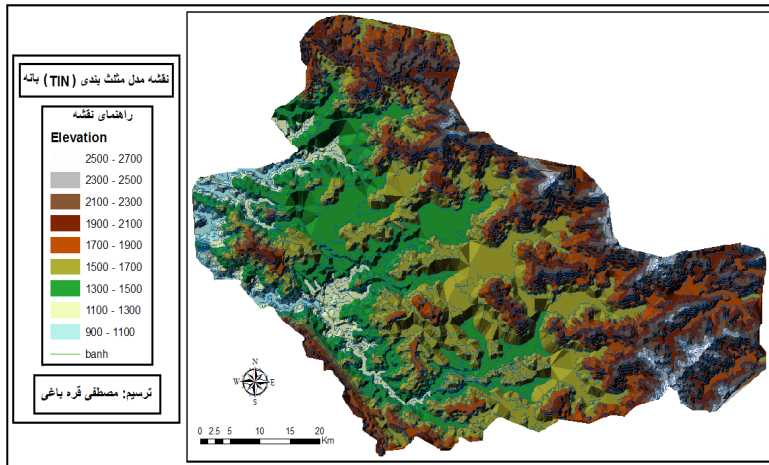 نقشه مدل مثلث بندی (TIN) بانه
راهنمای نقشه
Elevation
2500 - 2700
2300 - 2500
2100 - 2300
1900 - 2100
1700 - 1900
1500 - 1700
1300 - 1500
1100 - 1300
900 - 1100
banh
ترسیم: مصطفی قره باغی
N
W E
S
0 2.5 5 10 15 20
Km